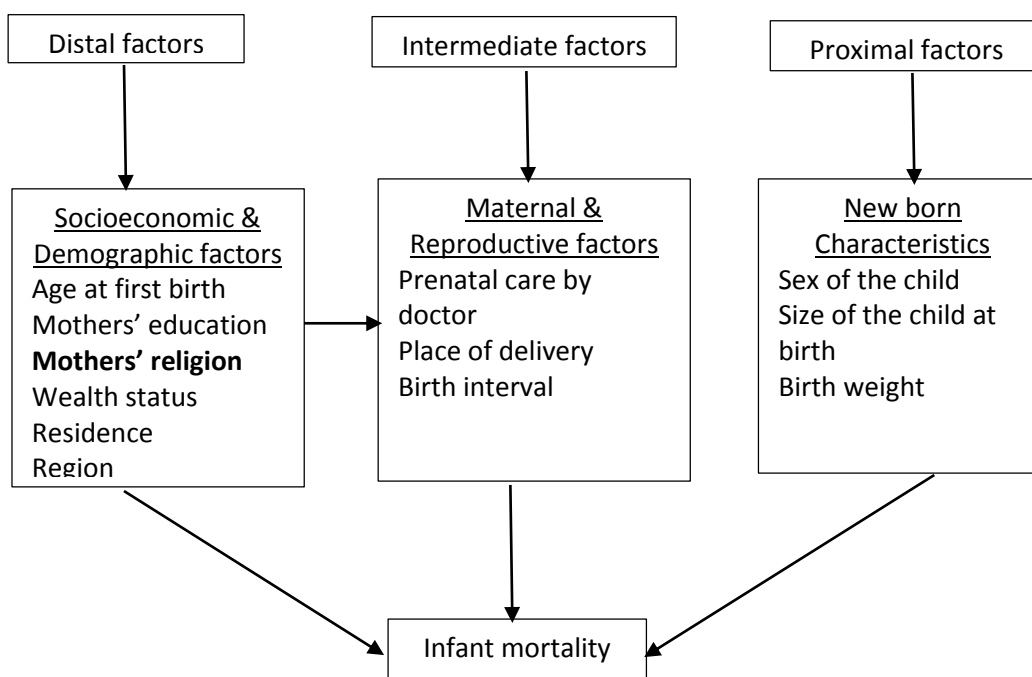 Distal factors
Intermediate factors
Proximal factors
Socioeconomic &
Demographic factors
Age at first birth
Mothers’ education
Mothers’ religion
Wealth status
Residence
Region
Maternal &
Reproductive factors
Prenatal care by
doctor
Place of delivery
Birth interval
New born
Characteristics
Sex of the child
Size of the child at
birth
Birth weight
Infant mortality